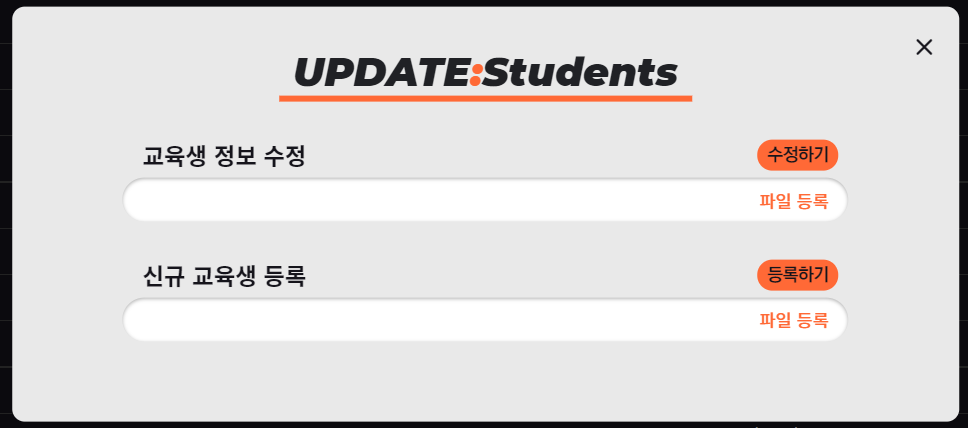 UPDATE:Students
교육생 정보 수정
수정하기
파일 등록
신규 교육생 등록
등록하기
파일 등록